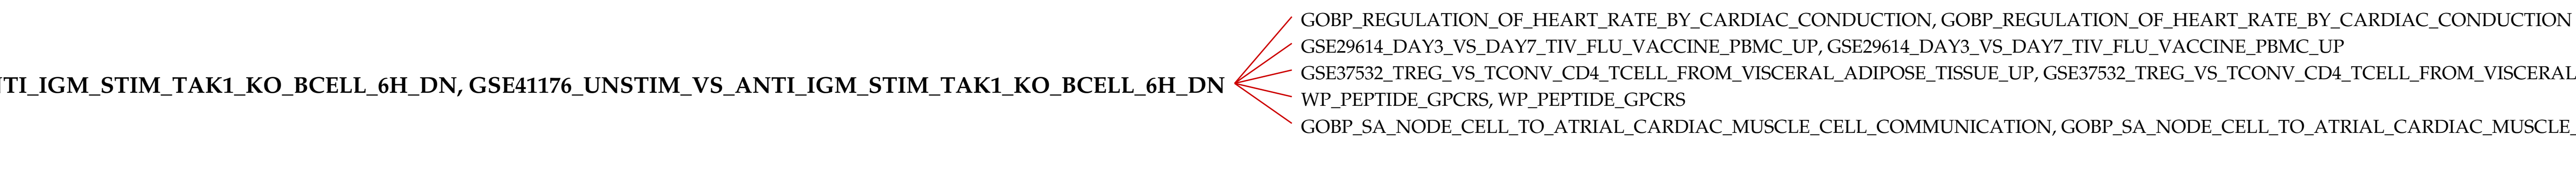 GOBP_REGULATION_OF_HEART_RATE_BY_CARDIAC_CONDUCTION, GOBP_REGULATION_OF_HEART_RATE_BY_CARDIAC_CONDUCTION
GSE29614_DAY3_VS_DAY7_TIV_FLU_VACCINE_PBMC_UP, GSE29614_DAY3_VS_DAY7_TIV_FLU_VACCINE_PBMC_UP
GSE37532_TREG_VS_TCONV_CD4_TCELL_FROM_VISCERAL_ADIPOSE_TISSUE_UP, GSE37532_TREG_VS_TCONV_CD4_TCELL_FROM_VISCERAL
TI_IGM_STIM_TAK1_KO_BCELL_6H_DN, GSE41176_UNSTIM_VS_ANTI_IGM_STIM_TAK1_KO_BCELL_6H_DN
WP_PEPTIDE_GPCRS, WP_PEPTIDE_GPCRS
GOBP_SA_NODE_CELL_TO_ATRIAL_CARDIAC_MUSCLE_CELL_COMMUNICATION, GOBP_SA_NODE_CELL_TO_ATRIAL_CARDIAC_MUSCLE_